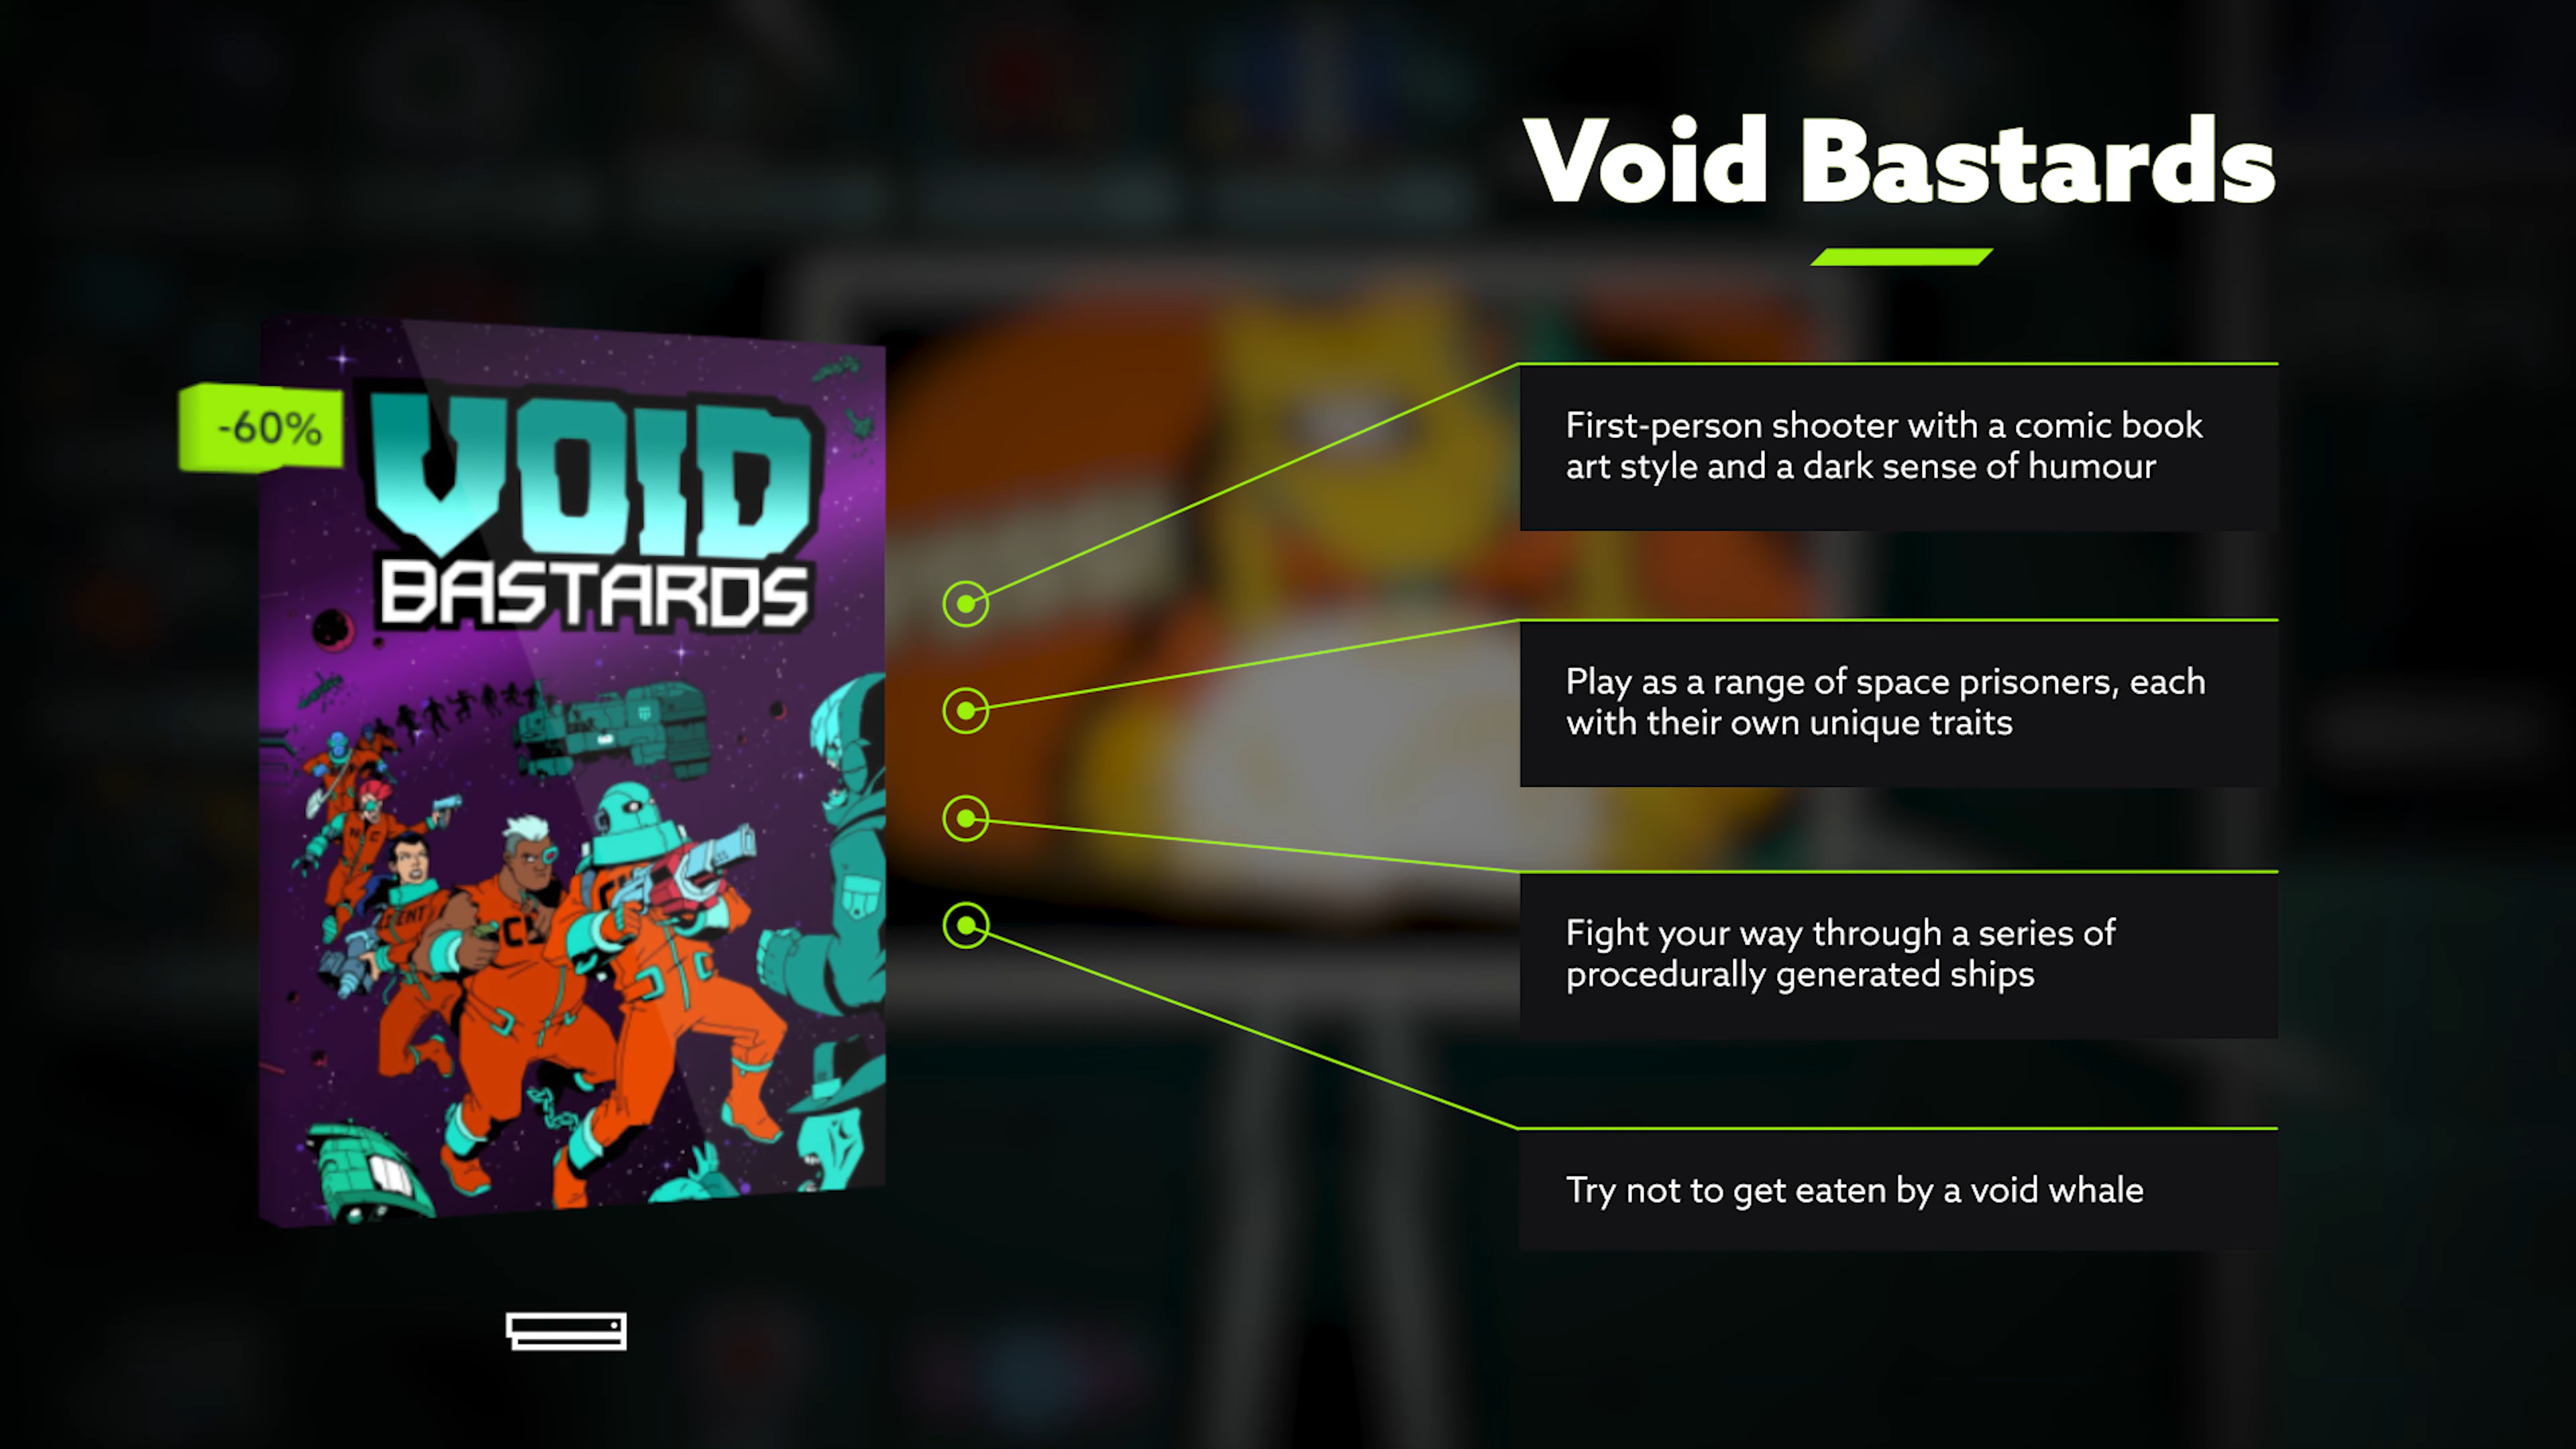 Void Bastards
-60%
VOID
BASTARDS
First-person shooter with a comic book
art style and a dark sense of humour
Play as a range of space prisoners, each
with their own unique traits
Fight your way through a series of
procedurally generated ships
Try not to get eaten by a void whale